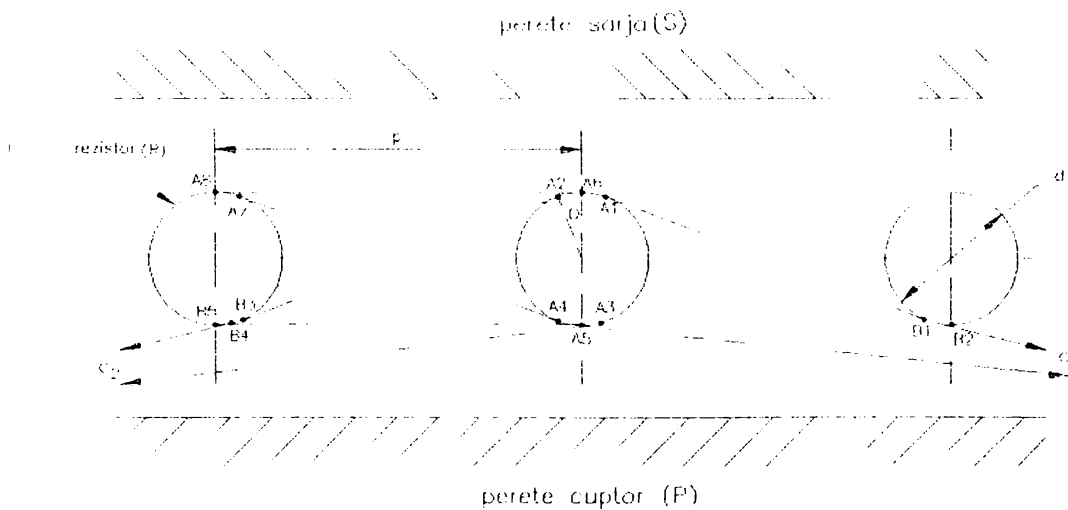 perete sarja (S)
p
rezistor (R)
A8
A7
A2
A6
A1
D
d
B5
B3
B4
A4
A3
A5
B1
B2
perete cuptor (P)